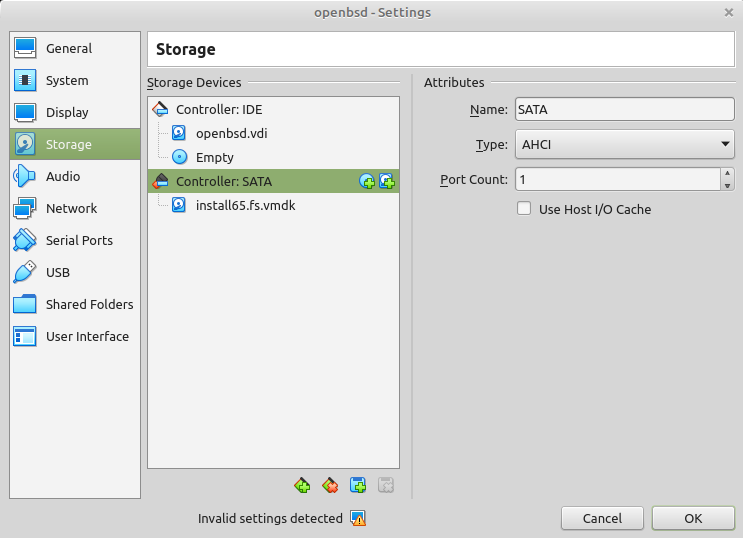 openbsd - Settings
General
System
Display
Storage
Audio
Network
Serial Ports
USB
Shared Folders
User Interface
Storage
Storage Devices
Controller: IDE
openbsd.vdi
Empty
Controller: SATA
install65.fs.vmdk
Attributes
Name: SATA
Type: AHCI
Port Count: 1
Use Host I/O Cache
Invalid settings detected
Cancel
OK